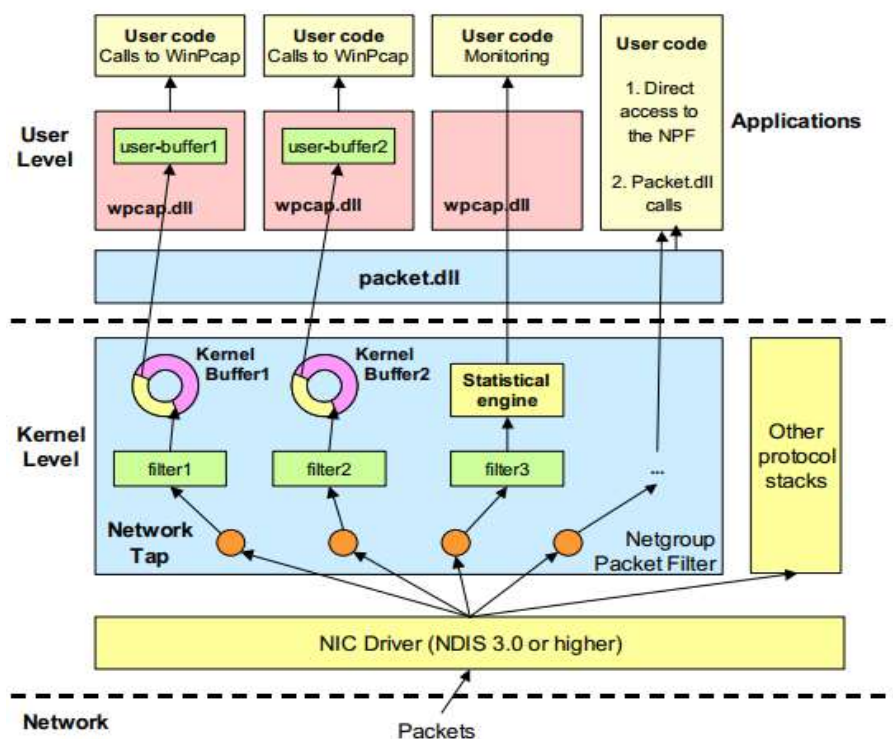 User code
Calls to WinPcap
User code
Calls to WinPcap
User code
Monitoring
User code
1. Direct
access to
the NPF
2. Packet.dll
calls
User
Level
user-buffer1
wpcap.dll
user-buffer2
wpcap.dll
wpcap.dll
Applications
packet.dll
Kernel
Buffer1
Kernel
Buffer2
Statistical
engine
Kernel
Level
filter1
filter2
filter3
...
Other
protocol
stacks
Network
Tap
Netgroup
Packet Filter
NIC Driver (NDIS 3.0 or higher)
Network
Packets